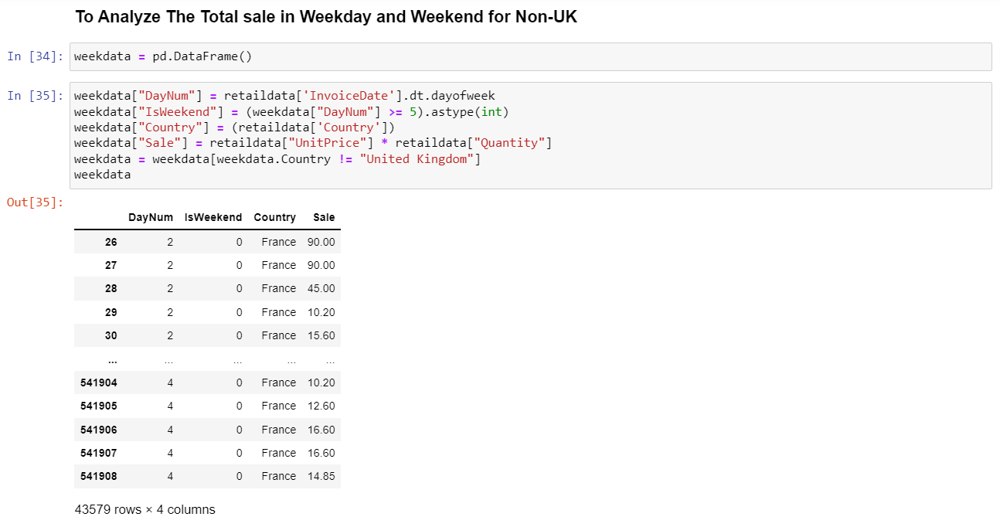 To Analyze The Total sale in Weekday and Weekend for Non-UK
In [34]: weekdata = pd.DataFrame()
In [35]: weekdata["DayNum"] = retaildata['InvoiceDate'].dt.dayofweek
weekdata["IsWeekend"] = (weekdata["DayNum"] >= 5).astype(int)
weekdata["Country"] = (retaildata['Country'])
weekdata["Sale"] = retaildata["UnitPrice"] * retaildata["Quantity"]
weekdata = weekdata[weekdata.Country != "United Kingdom"]
weekdata
Out[35]:
DayNum IsWeekend Country Sale
26 2 0 France 90.00
27 2 0 France 90.00
28 2 0 France 45.00
29 2 0 France 10.20
30 2 0 France 15.60
... ... ... ... ...
541904 4 0 France 10.20
541905 4 0 France 12.60
541906 4 0 France 16.60
541907 4 0 France 16.60
541908 4 0 France 14.85
43579 rows × 4 columns